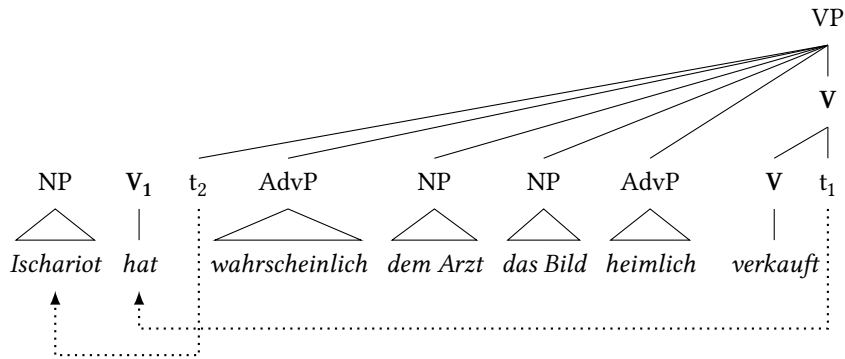 VP
V
NP V₁ t₂ AdvP NP NP AdvP V t₁
Ischariot hat wahrscheinlich dem Arzt das Bild heimlich verkauft